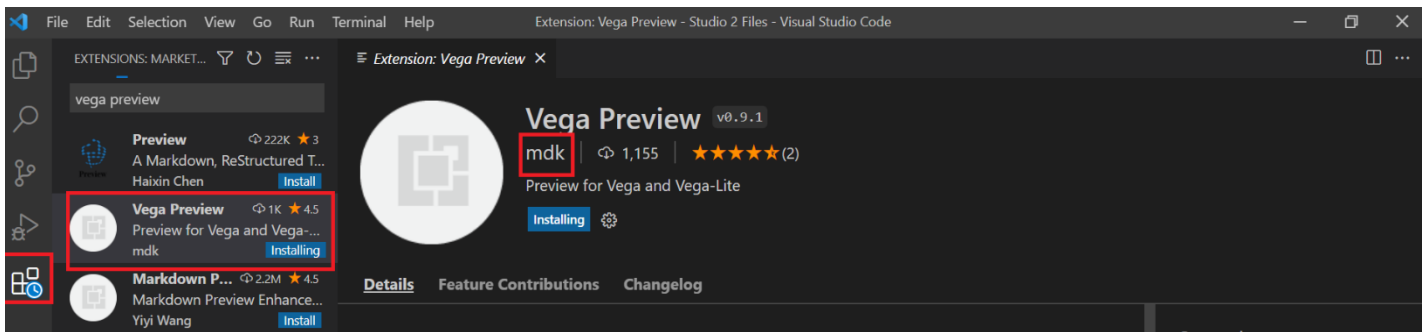 File Edit Selection View Go Run Terminal Help
Extension: Vega Preview - Studio 2 Files - Visual Studio Code
EXTENSIONS: MARKET...
vega preview
Preview 222K ★ 3
A Markdown, ReStructured T...
Haixin Chen Install
Vega Preview 1K ★ 4.5
Preview for Vega and Vega-...
mdk Installing
Markdown P... 2.2M ★ 4.5
Markdown Preview Enhance...
Yiyi Wang Install
Extension: Vega Preview
Vega Preview v0.9.1
mdk 1,155 (2)
Preview for Vega and Vega-Lite
Installing
Details Feature Contributions Changelog